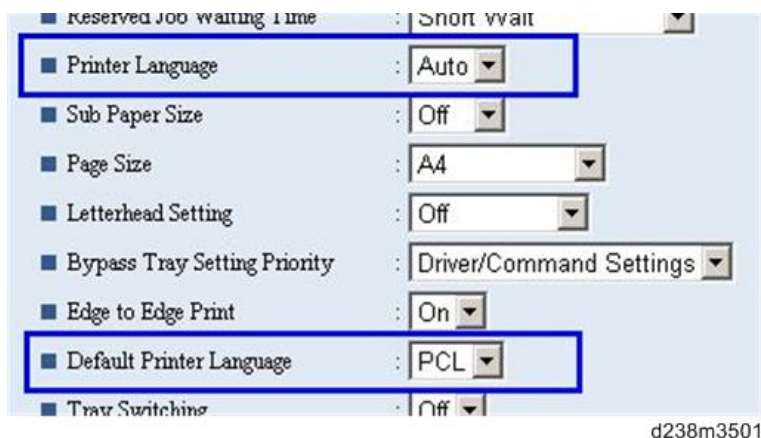 Reserved Job Waiting Time : Short Wait
Printer Language : Auto
Sub Paper Size : Off
Page Size : A4
Letterhead Setting : Off
Bypass Tray Setting Priority : Driver/Command Settings
Edge to Edge Print : On
Default Printer Language : PCL
Tray Switching : Off
d238m3501